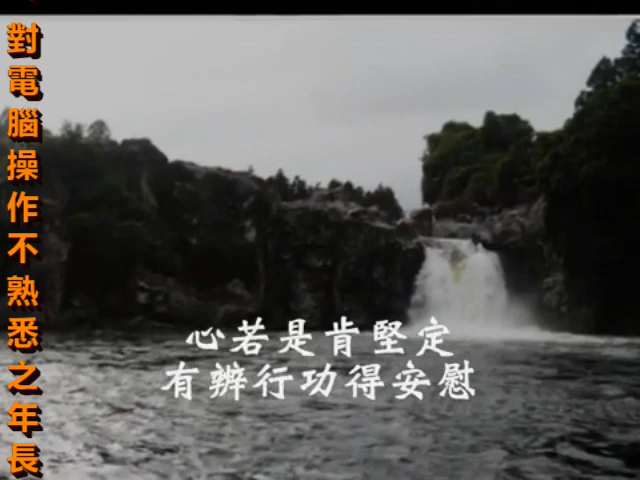 對電腦操作不熟悉之年長
心若是肯堅定
有辦行功得安慰